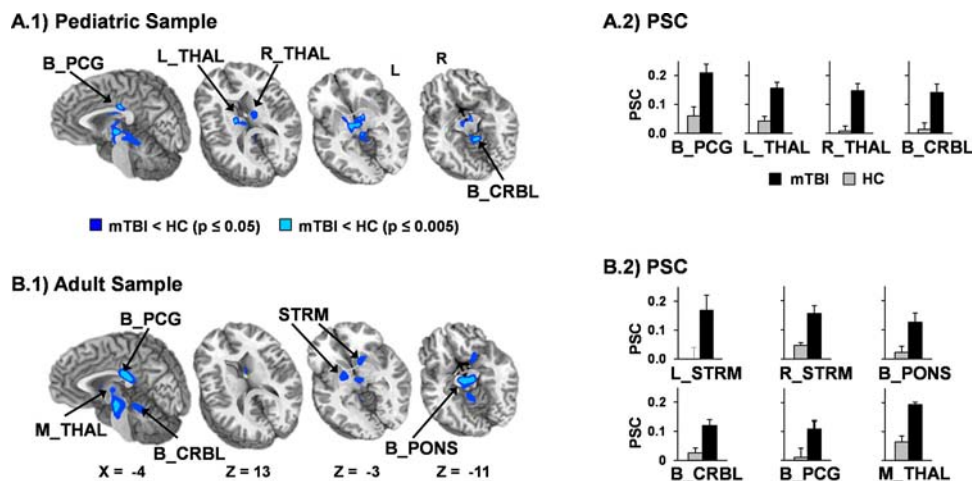 A.1) Pediatric Sample
B_PCG
L_THAL
R_THAL
L
R
B_CRBL
mTBI < HC (p ≤ 0.05)
mTBI < HC (p ≤ 0.005)
A.2) PSC
PSC
0.2
0.1
0.0
B_PCG
L_THAL
R_THAL
B_CRBL
mTBI
HC
B.1) Adult Sample
B_PCG
STRM
M_THAL
B_CRBL
B_PONS
X = -4
Z = 13
Z = -3
Z = -11
B.2) PSC
PSC
0.2
0.1
0.0
L_STRM
R_STRM
B_PONS
PSC
0.2
0.1
0.0
B_CRBL
B_PCG
M_THAL